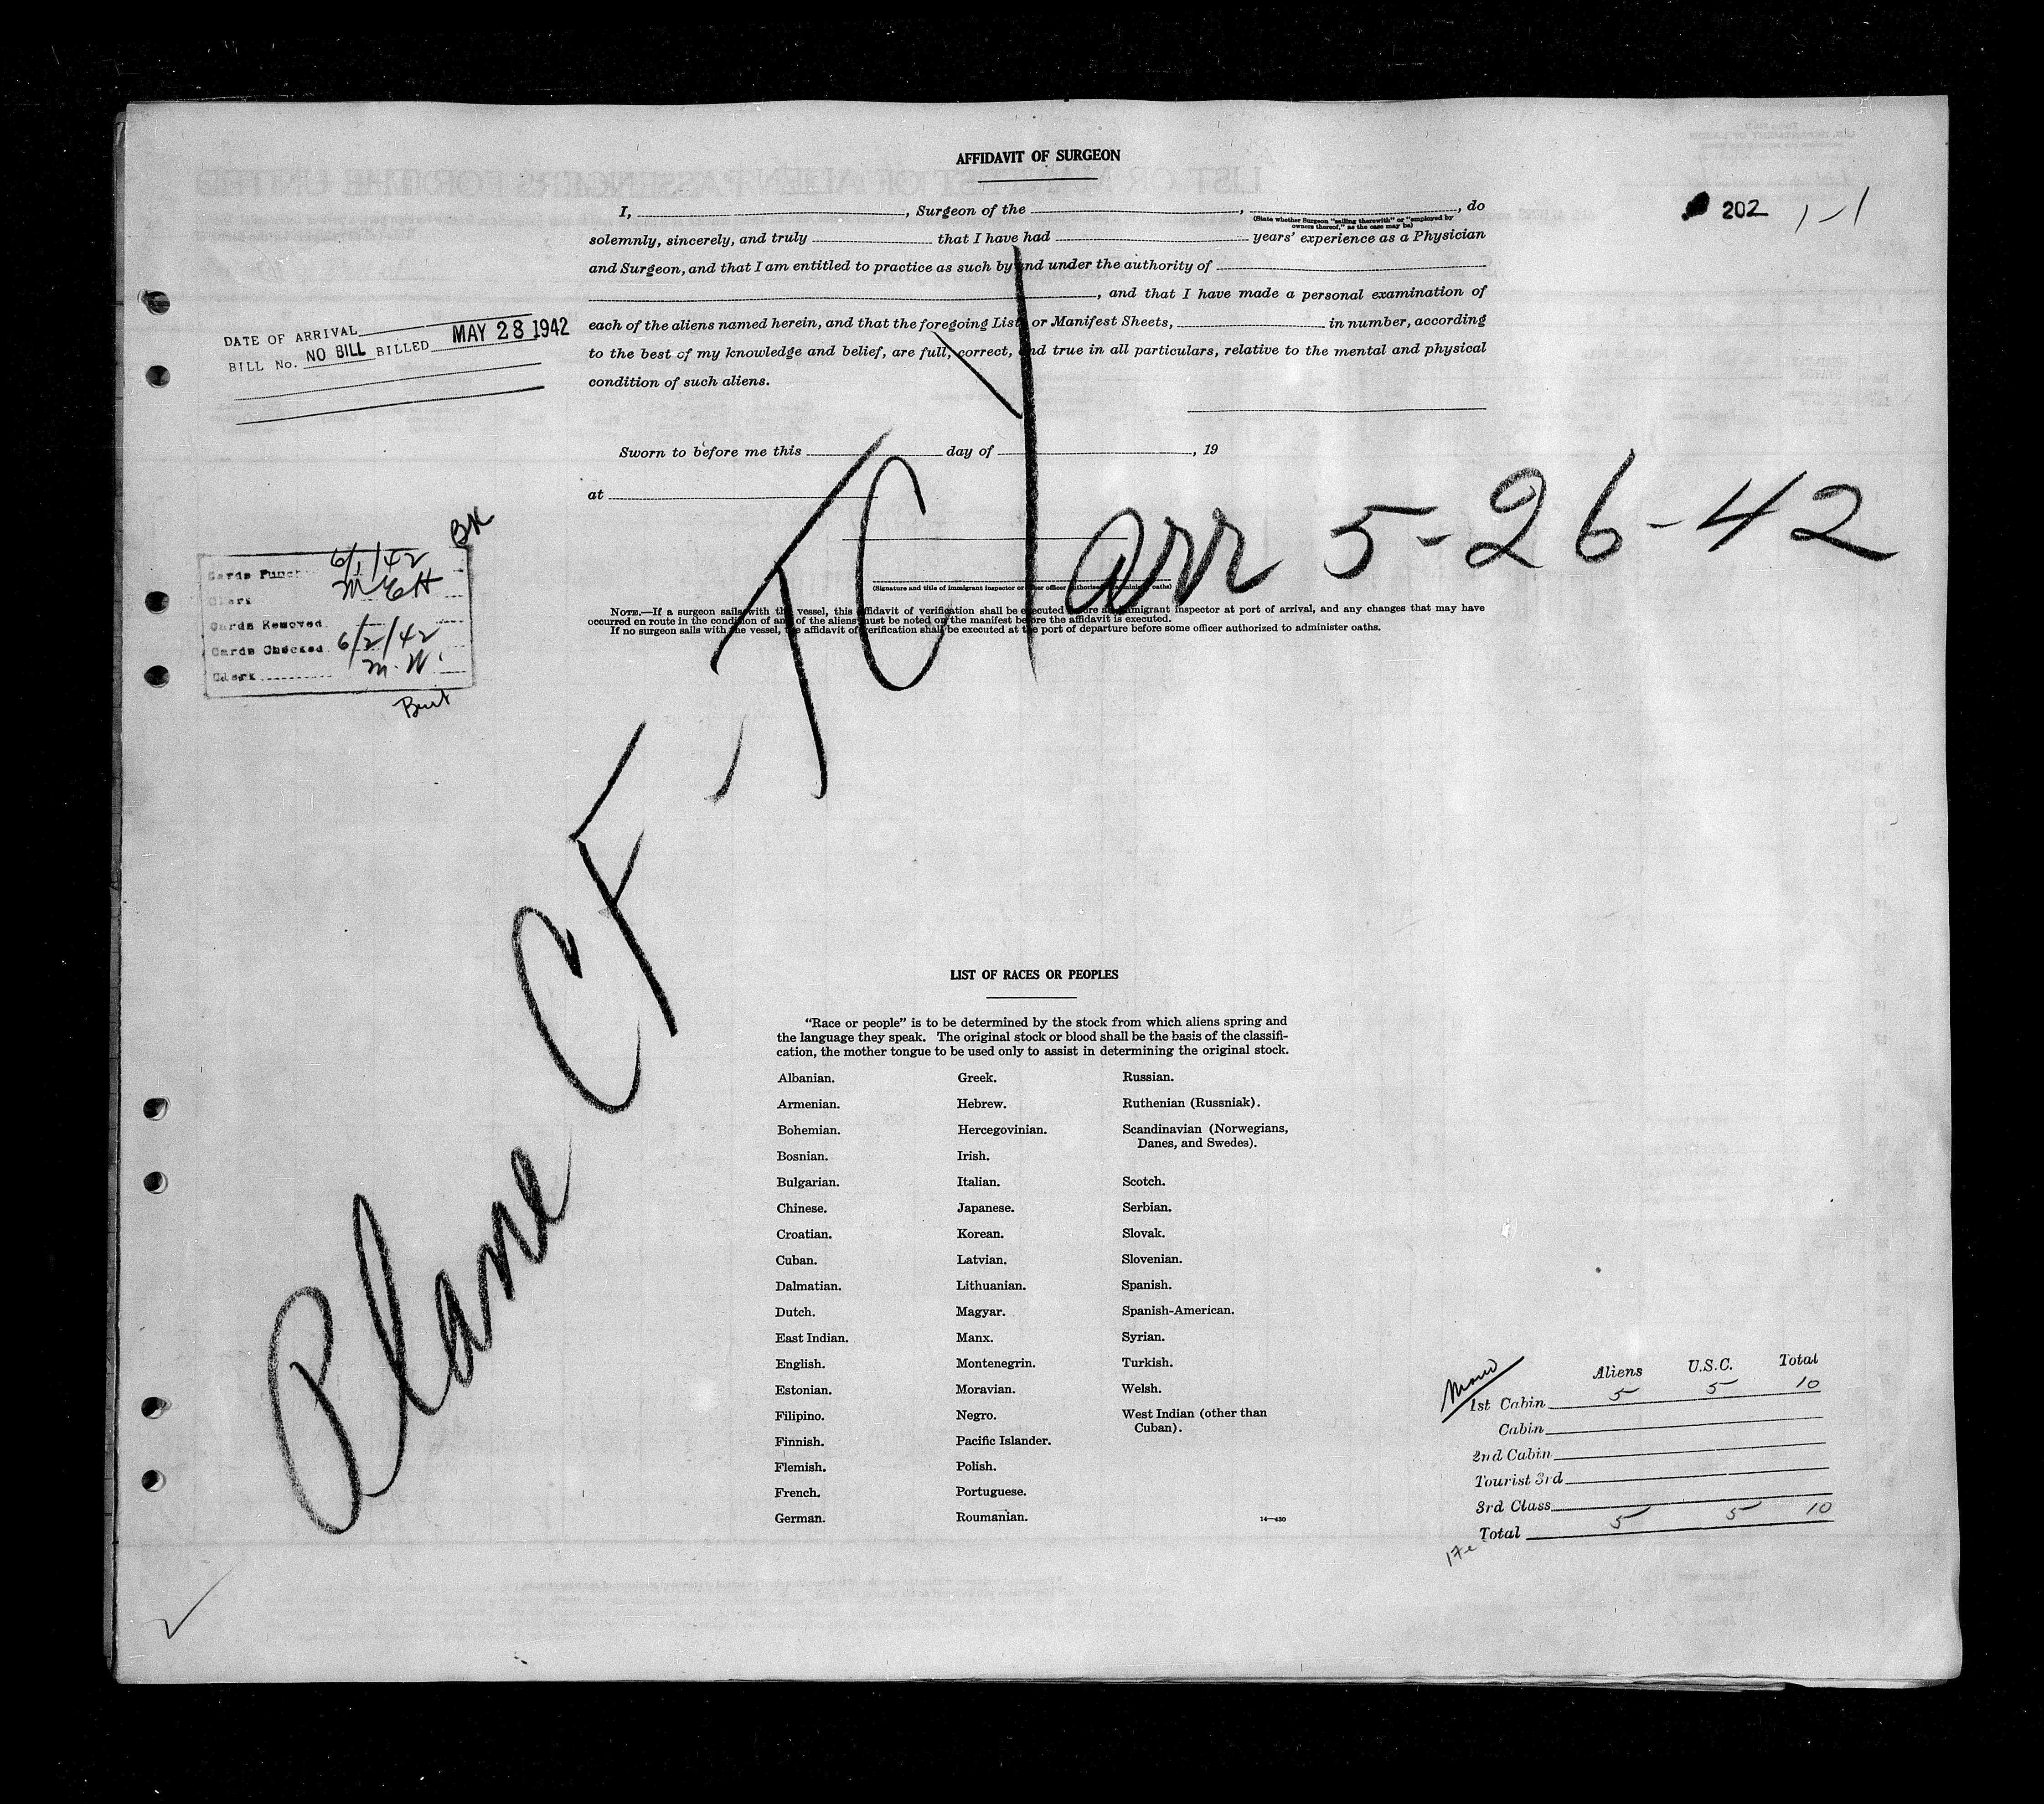 AFFIDAVIT OF SURGEON
I, , Surgeon of the , , do
(State whether Surgeon "sailing therewith" or "employed by
owners thereof," as the case may be)
solemnly, sincerely, and truly that I have had years' experience as a Physician
and Surgeon, and that I am entitled to practice as such by and under the authority of
, and that I have made a personal examination of
each of the aliens named herein, and that the foregoing Lists or Manifest Sheets, in number, according
to the best of my knowledge and belief, are full, correct, and true in all particulars, relative to the mental and physical
condition of such aliens.
Sworn to before me this day of , 19
at
(Signature and title of immigrant inspector or other officer authorized to administer oaths)
NOTE.—If a surgeon sails with the vessel, this affidavit of verification shall be executed before an immigrant inspector at port of arrival, and any changes that may have
occurred en route in the condition of any of the aliens must be noted on the manifest before the affidavit is executed.
If no surgeon sails with the vessel, the affidavit of verification shall be executed at the port of departure before some officer authorized to administer oaths.
202 1-1
DATE OF ARRIVAL
BILL No. NO BILL BILLED MAY 28 1942
Cards Punch 6/1/42
Clerk
Cards Removed
Cards Checked 6/2/42
Clerk M.W.
Plane CF-TC
arr 5-26-42
LIST OF RACES OR PEOPLES
"Race or people" is to be determined by the stock from which aliens spring and
the language they speak. The original stock or blood shall be the basis of the classifi-
cation, the mother tongue to be used only to assist in determining the original stock.
Albanian. Greek. Russian.
Armenian. Hebrew. Ruthenian (Russniak).
Bohemian. Hercegovinian. Scandinavian (Norwegians,
Danes, and Swedes).
Bosnian. Irish.
Bulgarian. Italian. Scotch.
Chinese. Japanese. Serbian.
Croatian. Korean. Slovak.
Cuban. Latvian. Slovenian.
Dalmatian. Lithuanian. Spanish.
Dutch. Magyar. Spanish-American.
East Indian. Manx. Syrian.
English. Montenegrin. Turkish.
Estonian. Moravian. Welsh.
Filipino. Negro. West Indian (other than
Cuban).
Finnish. Pacific Islander.
Flemish. Polish.
French. Portuguese.
German. Roumanian.
14—430
Aliens U.S.C. Total
1st Cabin 5 5 10
Cabin
2nd Cabin
Tourist 3rd
3rd Class
Total 5 5 10